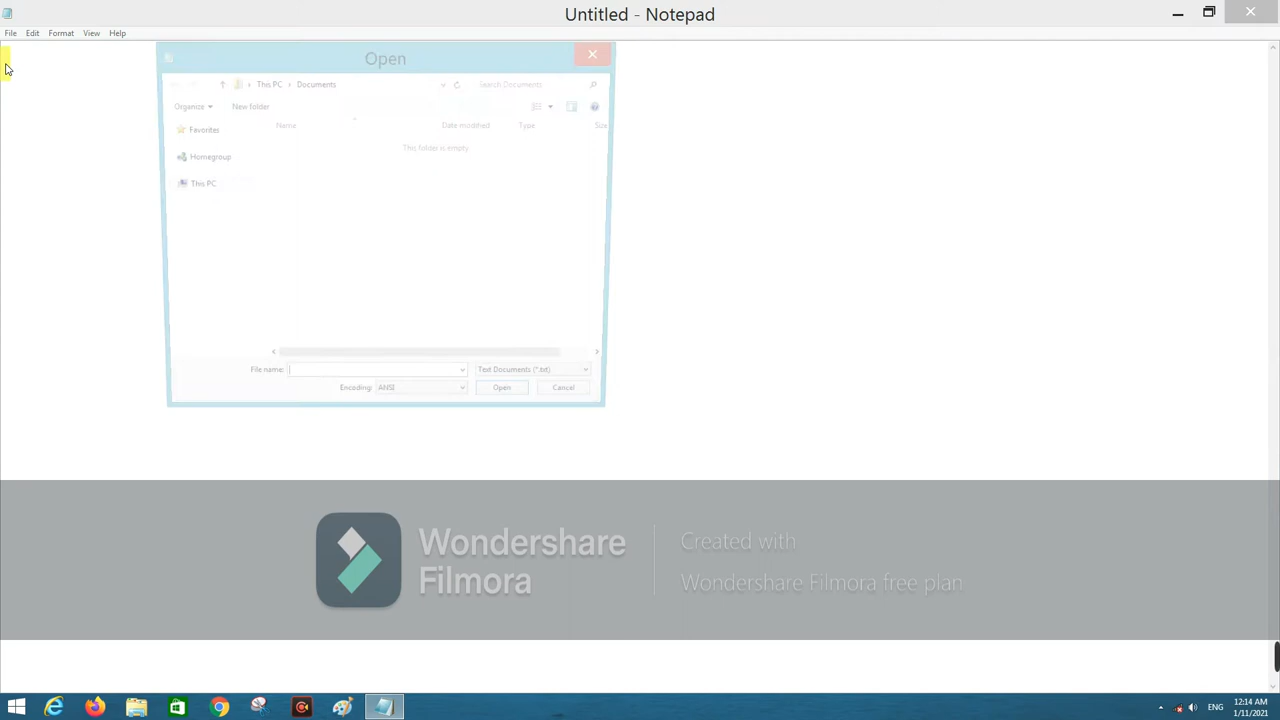 Untitled - Notepad
File Edit Format View Help
Open
This PC Documents Search Documents
Organize New folder
Name Date modified Type Size
Favorites
This folder is empty.
Homegroup
This PC
File name: Text Documents (*.txt)
Encoding: ANSI Open Cancel
Wondershare
Filmora
Created with
Wondershare Filmora free plan
ENG
12:14 AM
1/11/2021